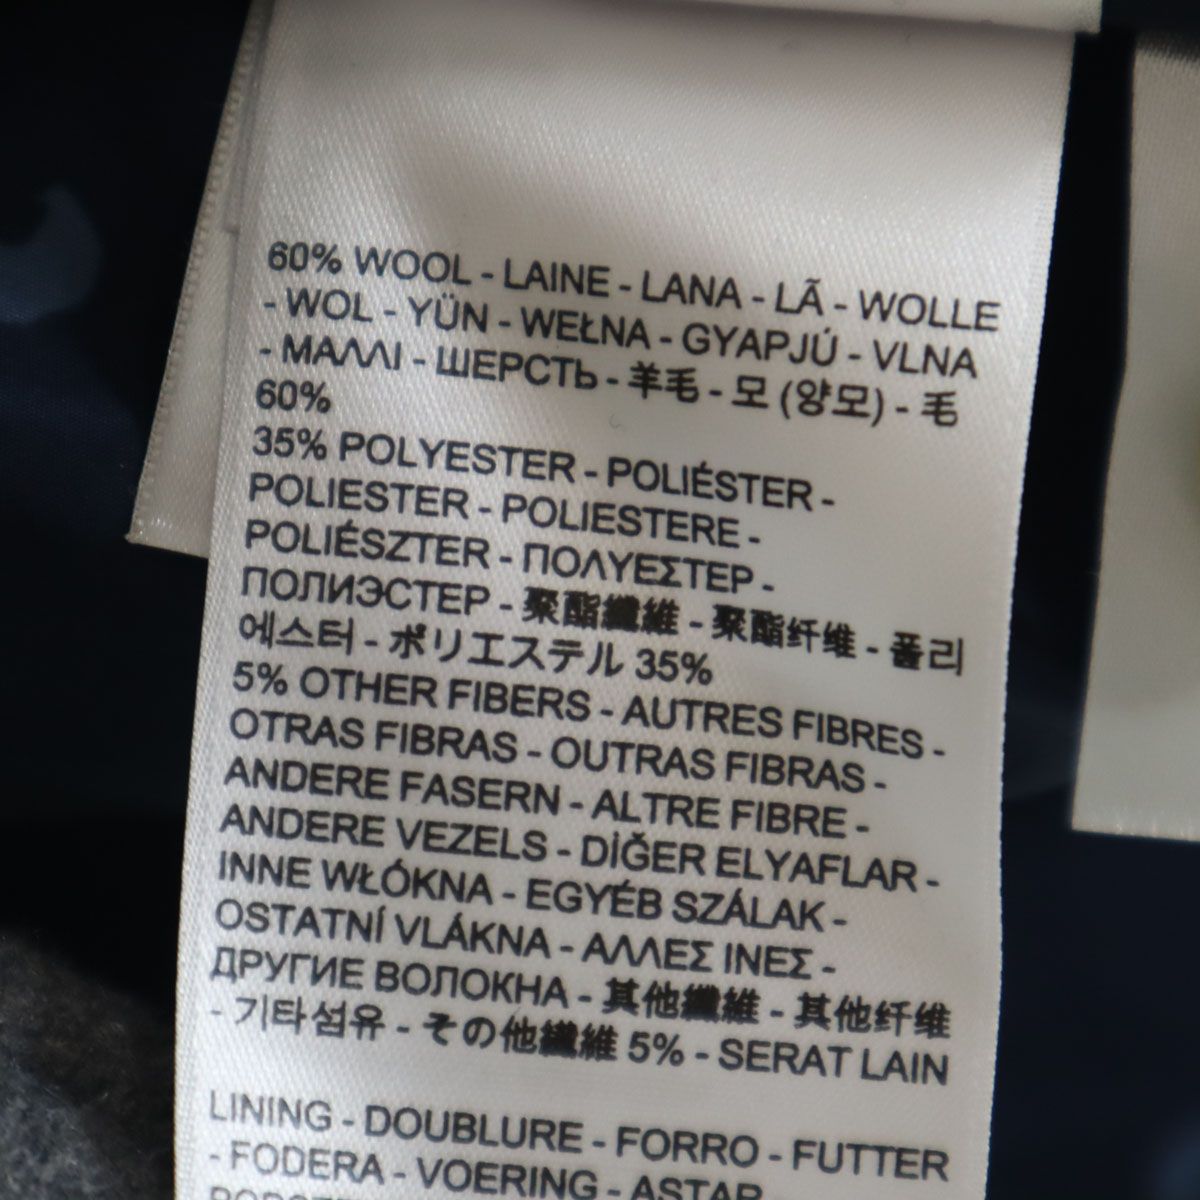 60% WOOL - LAINE - LANA - LÃ - WOLLE
- WOL - YÜN - WEŁNA - GYAPJÚ - VLNA
- ΜΑΛΛΙ - ШЕРСТЬ - 羊毛 - 모 (양모) - 毛
60%
35% POLYESTER - POLIÉSTER -
POLIESTER - POLIESTERE -
POLIÉSZTER - ΠΟΛΥΕΣΤΕΡ -
ПОЛИЭСТЕР - 聚酯纖維 - 聚酯纤维 - 폴리
에스터 - ポリエステル 35%
5% OTHER FIBERS - AUTRES FIBRES -
OTRAS FIBRAS - OUTRAS FIBRAS -
ANDERE FASERN - ALTRE FIBRE -
ANDERE VEZELS - DİĞER ELYAFLAR -
INNE WŁÓKNA - EGYÉB SZÁLAK -
OSTATNÍ VLÁKNA - ΑΛΛΕΣ ΙΝΕΣ -
ДРУГИЕ ВОЛОКНА - 其他纖維 - 其他纤维
- 기타섬유 - その他繊維 5% - SERAT LAIN
LINING - DOUBLURE - FORRO - FUTTER
- FODERA - VOERING - ASTAR